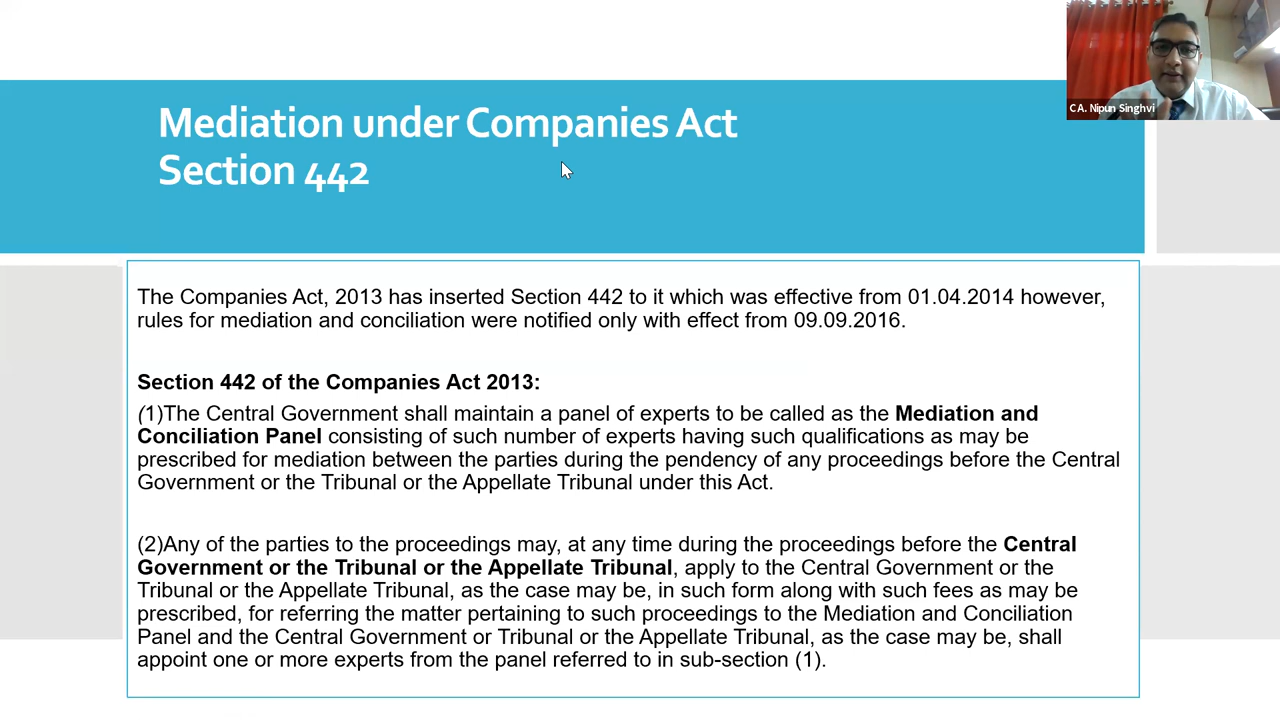 Mediation under Companies Act
Section 442
CA. Nipun Singhvi
The Companies Act, 2013 has inserted Section 442 to it which was effective from 01.04.2014 however,
rules for mediation and conciliation were notified only with effect from 09.09.2016.
Section 442 of the Companies Act 2013:
(1)The Central Government shall maintain a panel of experts to be called as the Mediation and
Conciliation Panel consisting of such number of experts having such qualifications as may be
prescribed for mediation between the parties during the pendency of any proceedings before the Central
Government or the Tribunal or the Appellate Tribunal under this Act.
(2)Any of the parties to the proceedings may, at any time during the proceedings before the Central
Government or the Tribunal or the Appellate Tribunal, apply to the Central Government or the
Tribunal or the Appellate Tribunal, as the case may be, in such form along with such fees as may be
prescribed, for referring the matter pertaining to such proceedings to the Mediation and Conciliation
Panel and the Central Government or Tribunal or the Appellate Tribunal, as the case may be, shall
appoint one or more experts from the panel referred to in sub-section (1).